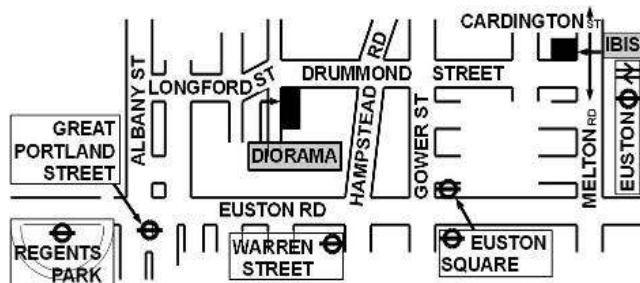 CARDINGTON ST
IBIS
HAMPSTEAD RD
ALBANY ST
LONGFORD ST
DRUMMOND STREET
GOWER ST
MELTON RD
EUSTON
GREAT
PORTLAND
STREET
DIORAMA
EUSTON RD
REGENTS
PARK
WARREN
STREET
EUSTON
SQUARE